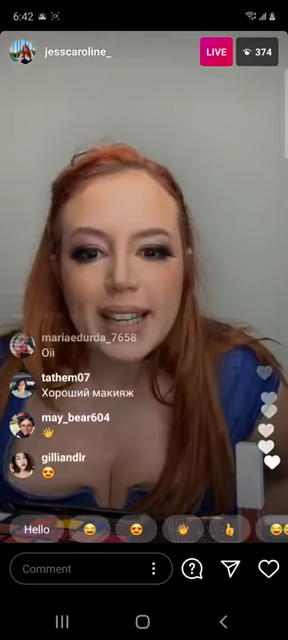 6:42
jesscaroline_
LIVE
374
mariaedurda_7658
Oii
tathem07
Хороший макияж
may_bear604
👋
gilliandlr
😍
Hello 😂 😍 👋 👍 😂
Comment